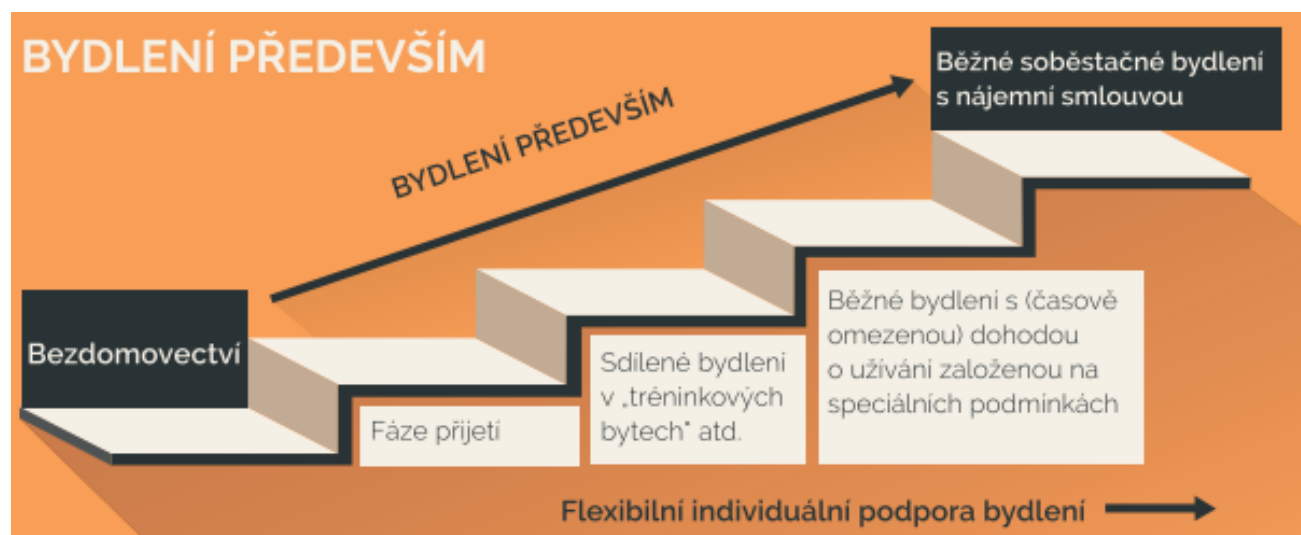 BYDLENÍ PŘEDEVŠÍM
BYDLENÍ PŘEDEVŠÍM
Běžné soběstačné bydlení
s nájemní smlouvou
Bezdomovectví
Fáze přijetí
Sdílené bydlení
v „tréninkových
bytech" atd.
Běžné bydlení s (časově
omezenou) dohodou
o užívání založenou na
speciálních podmínkách
Flexibilní individuální podpora bydlení